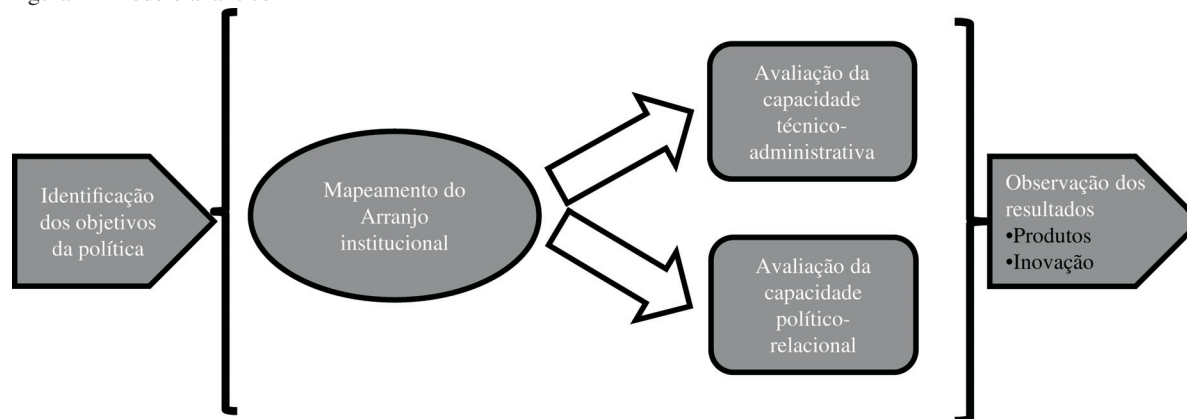 Identificação
dos objetivos
da política
Mapeamento do
Arranjo
institucional
Avaliação da
capacidade
técnico-
administrativa
Avaliação da
capacidade
político-
relacional
Observação dos
resultados
•Produtos
•Inovação